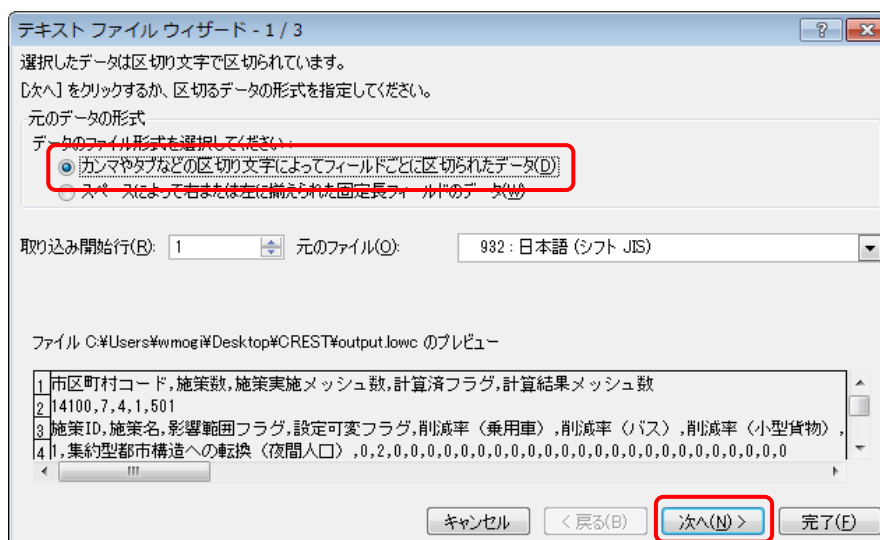 テキスト ファイル ウィザード - 1 / 3
選択したデータは区切り文字で区切られています。
[次へ] をクリックするか、区切るデータの形式を指定してください。
元のデータの形式
データのファイル形式を選択してください:
カンマやタブなどの区切り文字によってフィールドごとに区切られたデータ(D)
スペースによって右または左に揃えられた固定長フィールドのデータ(W)
取り込み開始行(R): 1 元のファイル(O): 932 : 日本語 (シフト JIS)
ファイル C:¥Users¥wmogi¥Desktop¥CREST¥output.lowc のプレビュー
1 市区町村コード,施策数,施策実施メッシュ数,計算済フラグ,計算結果メッシュ数
2 14100,7,4,1,501
3 施策ID,施策名,影響範囲フラグ,設定可変フラグ,削減率（乗用車）,削減率（バス）,削減率（小型貨物）,
4 1,集約型都市構造への転換（夜間人口）,0,2,0,0,0,0,0,0,0,0,0,0,0,0,0,0,0,0,0,0,0,0,0,0
キャンセル < 戻る(B) 次へ(N) > 完了(F)